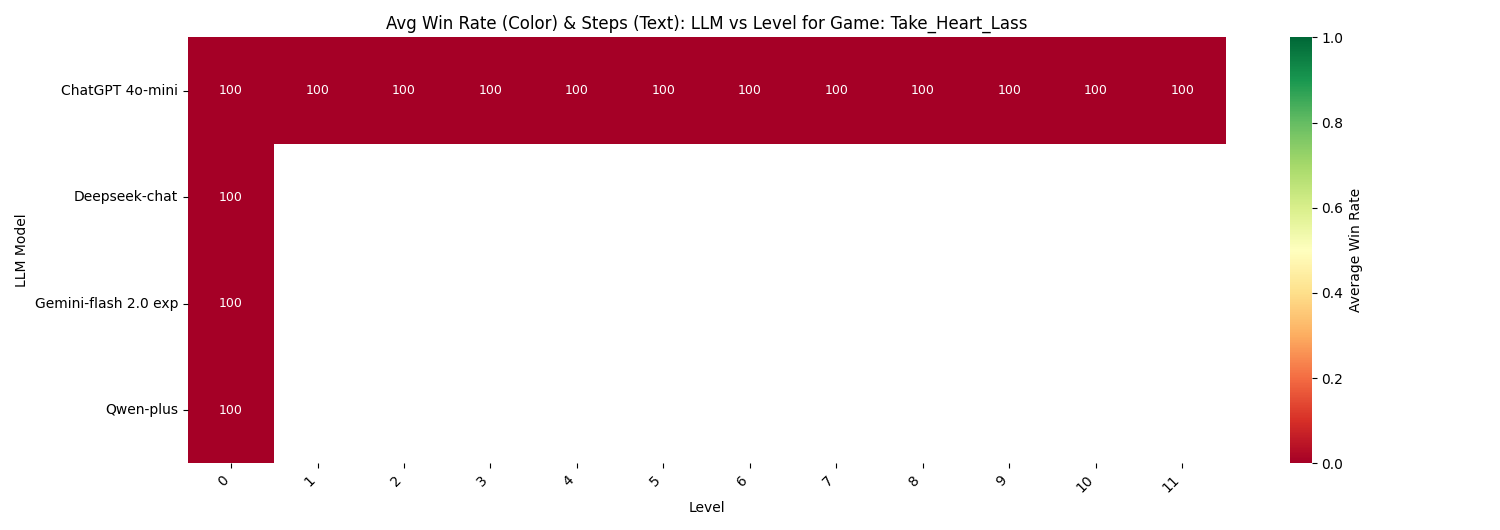 Avg Win Rate (Color) & Steps (Text): LLM vs Level for Game: Take_Heart_Lass
LLM Model
ChatGPT 4o-mini
100 100 100 100 100 100 100 100 100 100 100 100
Deepseek-chat
100
Gemini-flash 2.0 exp
100
Qwen-plus
100
0 1 2 3 4 5 6 7 8 9 10 11
Level
1.0
0.8
0.6
0.4
0.2
0.0
Average Win Rate